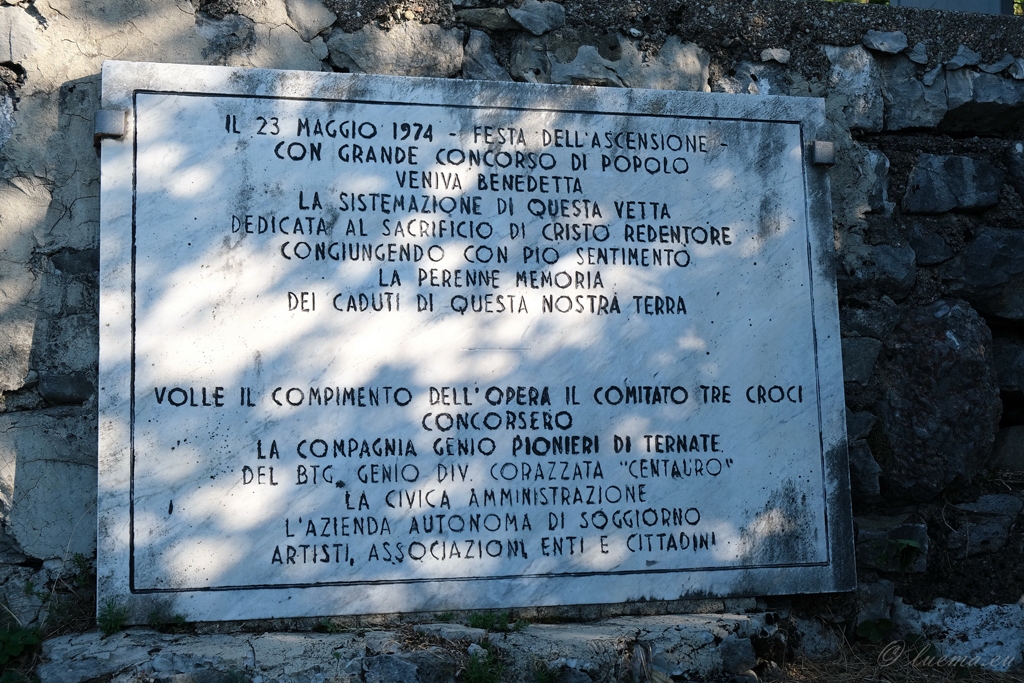 IL 23 MAGGIO 1974 - FESTA DELL'ASCENSIONE -
CON GRANDE CONCORSO DI POPOLO
VENIVA BENEDETTA
LA SISTEMAZIONE DI QUESTA VETTA
DEDICATA AL SACRIFICIO DI CRISTO REDENTORE
CONGIUNGENDO CON PIO SENTIMENTO
LA PERENNE MEMORIA
DEI CADUTI DI QUESTA NOSTRA TERRA
VOLLE IL COMPIMENTO DELL'OPERA IL COMITATO TRE CROCI
CONCORSERO
LA COMPAGNIA GENIO PIONIERI DI TERNATE
DEL BTG. GENIO DIV. CORAZZATA "CENTAURO"
LA CIVICA AMMINISTRAZIONE
L'AZIENDA AUTONOMA DI SOGGIORNO
ARTISTI, ASSOCIAZIONI, ENTI E CITTADINI
© luema.eu